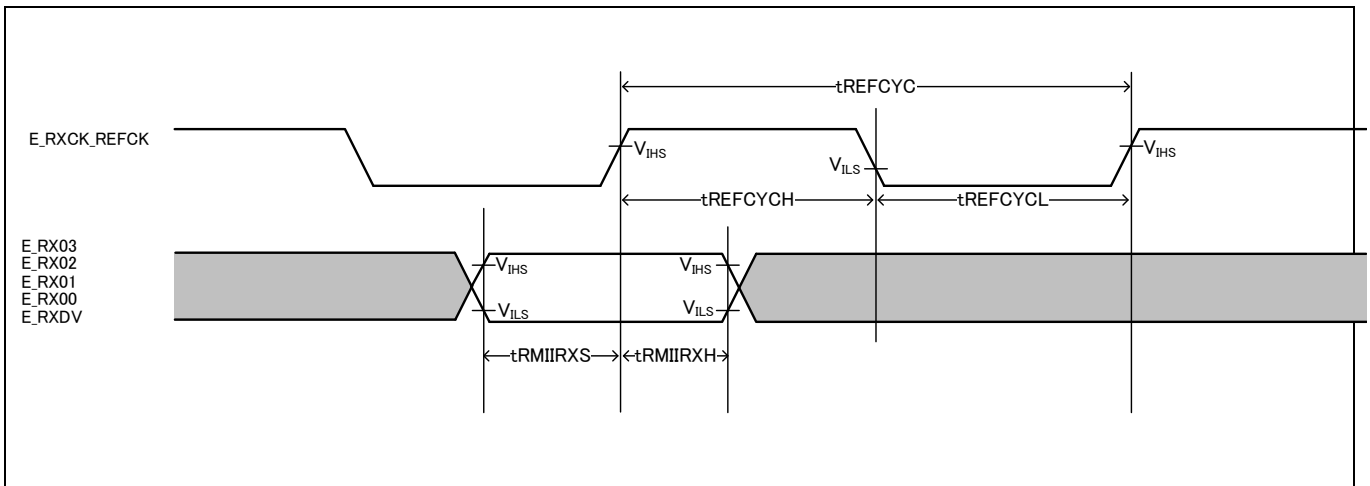 tREFCYC
E_RXCK_REFCK
VIHS
VILS
VIHS
tREFCYCH
tREFCYCL
E_RX03
E_RX02
E_RX01
E_RX00
E_RXDV
VIHS
VIHS
VILS
VILS
tRMIIRXS
tRMIIRXH